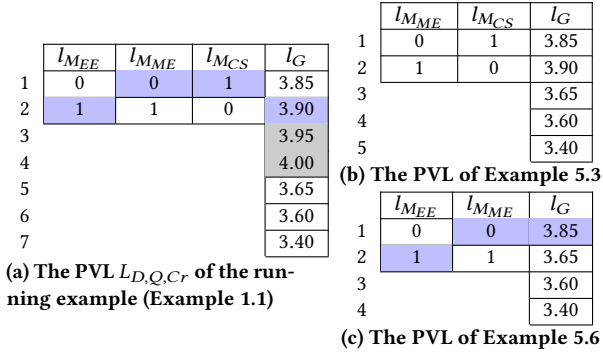 l_{M_{EE}} l_{M_{ME}} l_{M_{CS}} l_G
1 0 0 1 3.85
2 1 1 0 3.90
3 3.95
4 4.00
5 3.65
6 3.60
7 3.40
(a) The PVL L_{D,Q,Cr} of the run-
ning example (Example 1.1)
l_{M_{ME}} l_{M_{CS}} l_G
1 0 1 3.85
2 1 0 3.90
3 3.65
4 3.60
5 3.40
(b) The PVL of Example 5.3
l_{M_{EE}} l_{M_{ME}} l_G
1 0 0 3.85
2 1 1 3.65
3 3.60
4 3.40
(c) The PVL of Example 5.6